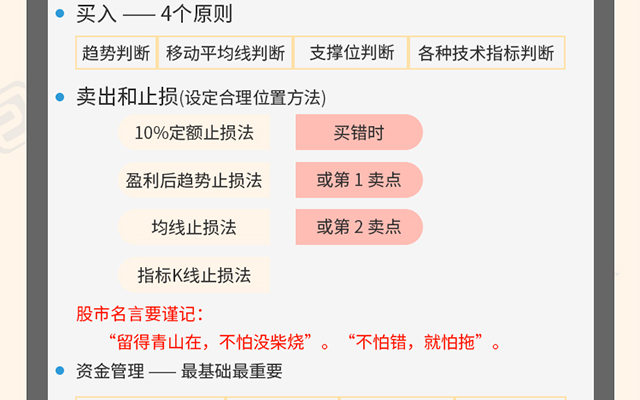 买入 —— 4个原则
趋势判断 移动平均线判断 支撑位判断 各种技术指标判断
卖出和止损(设定合理位置方法)
10%定额止损法 买错时
盈利后趋势止损法 或第 1 卖点
均线止损法 或第 2 卖点
指标K线止损法
股市名言要谨记：
“留得青山在，不怕没柴烧”。“不怕错，就怕拖”。
资金管理 —— 最基础最重要